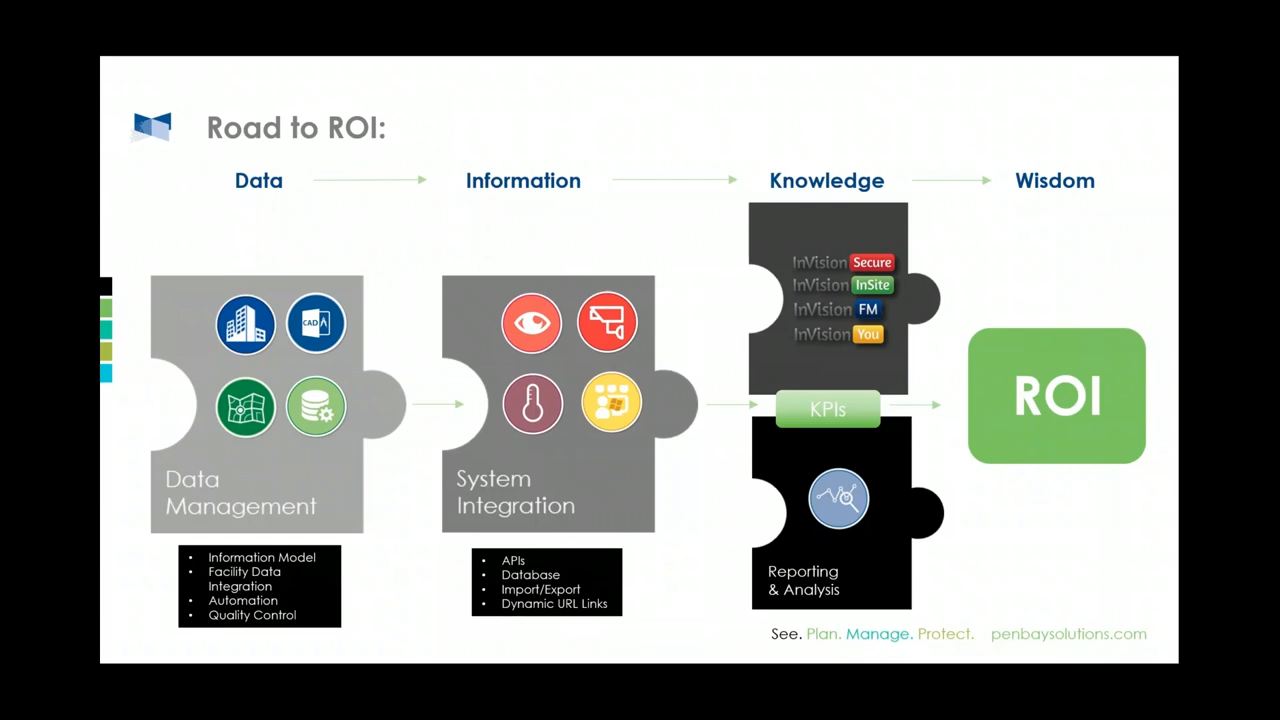 Road to ROI:
Data
Information
Knowledge
Wisdom
CAD
Data
Management
• Information Model
• Facility Data
Integration
• Automation
• Quality Control
System
Integration
• APIs
• Database
• Import/Export
• Dynamic URL Links
InVision Secure
InVision InSite
InVision FM
InVision You
KPIs
Reporting
& Analysis
ROI
See. Plan. Manage. Protect. penbaysolutions.com